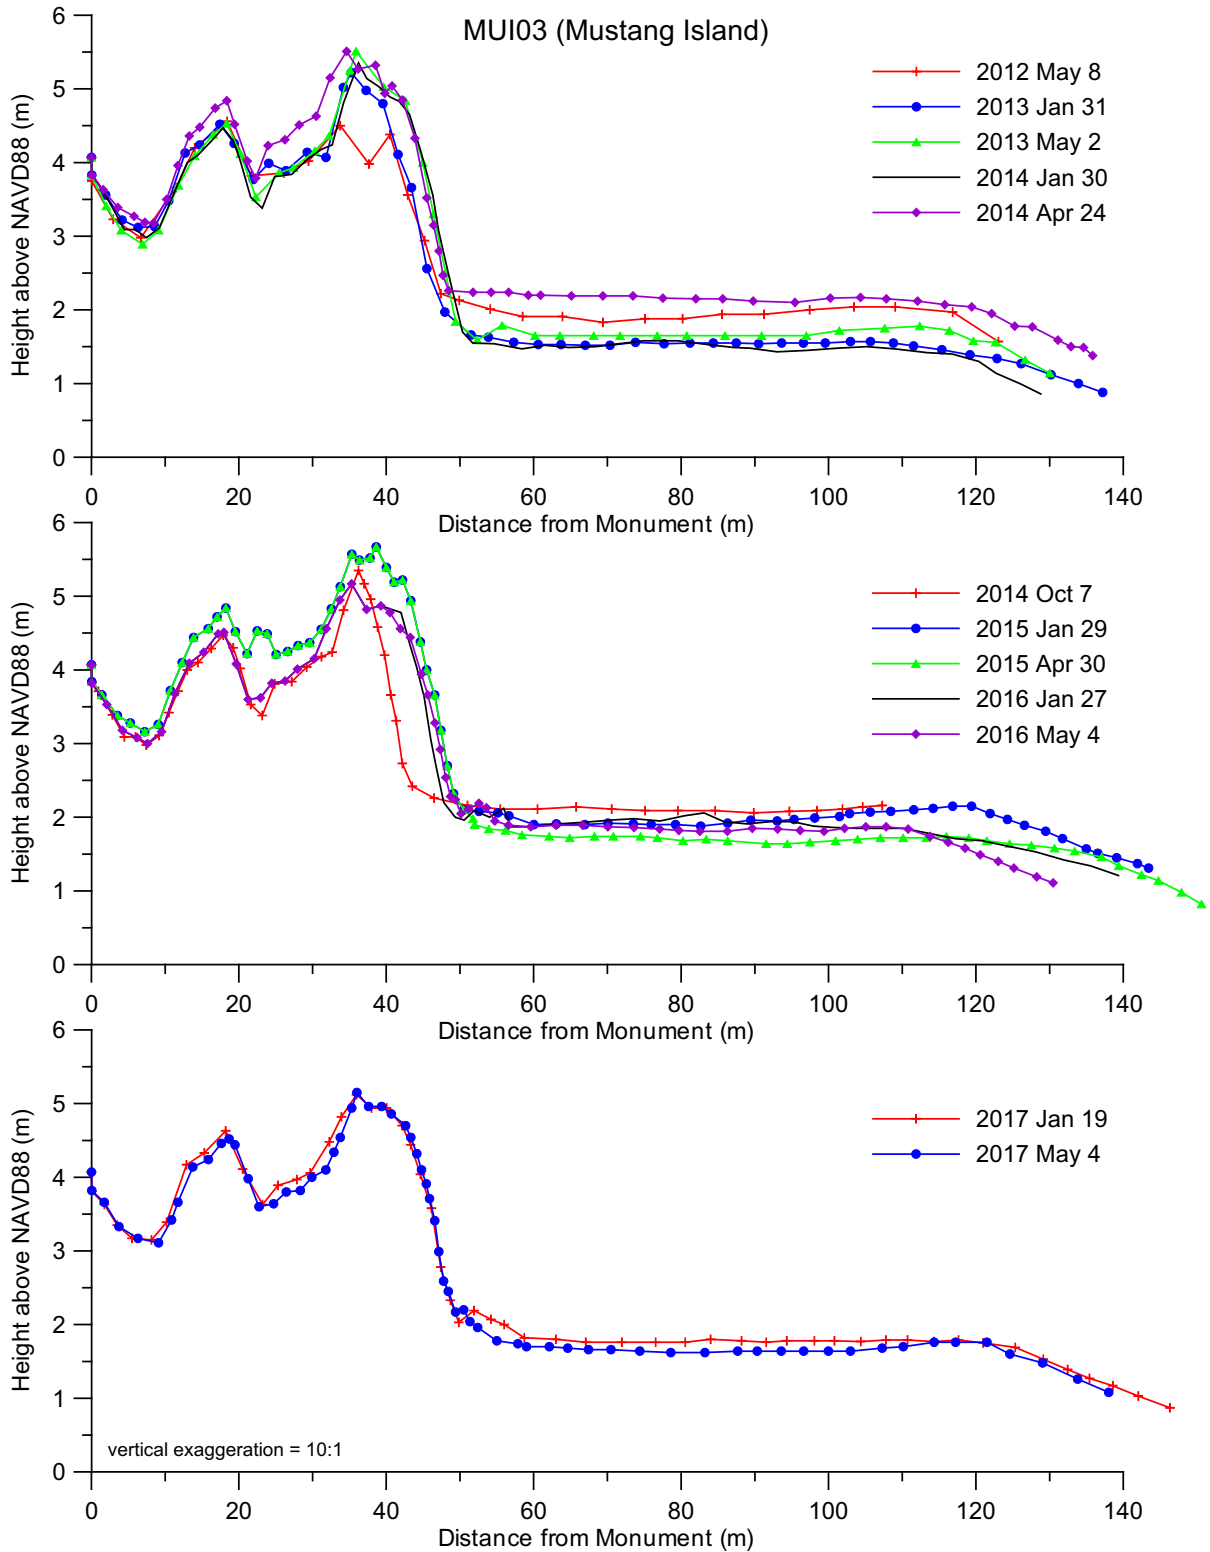 MUI03 (Mustang Island)
6
5
4
3
2
1
0
Height above NAVD88 (m)
2012 May 8
2013 Jan 31
2013 May 2
2014 Jan 30
2014 Apr 24
0 20 40 60 80 100 120 140
Distance from Monument (m)
6
5
4
3
2
1
0
Height above NAVD88 (m)
2014 Oct 7
2015 Jan 29
2015 Apr 30
2016 Jan 27
2016 May 4
0 20 40 60 80 100 120 140
Distance from Monument (m)
6
5
4
3
2
1
0
Height above NAVD88 (m)
2017 Jan 19
2017 May 4
vertical exaggeration = 10:1
0 20 40 60 80 100 120 140
Distance from Monument (m)